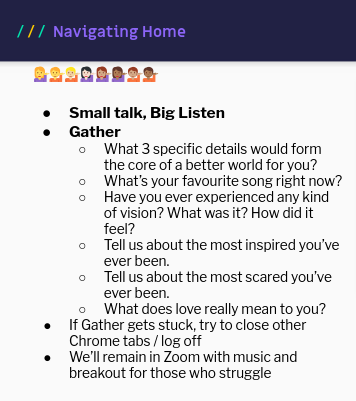 /// Navigating Home
● Small talk, Big Listen
● Gather
○ What 3 specific details would form
the core of a better world for you?
○ What's your favourite song right now?
○ Have you ever experienced any kind
of vision? What was it? How did it
feel?
○ Tell us about the most inspired you've
ever been.
○ Tell us about the most scared you've
ever been.
○ What does love really mean to you?
● If Gather gets stuck, try to close other
Chrome tabs / log off
● We'll remain in Zoom with music and
breakout for those who struggle